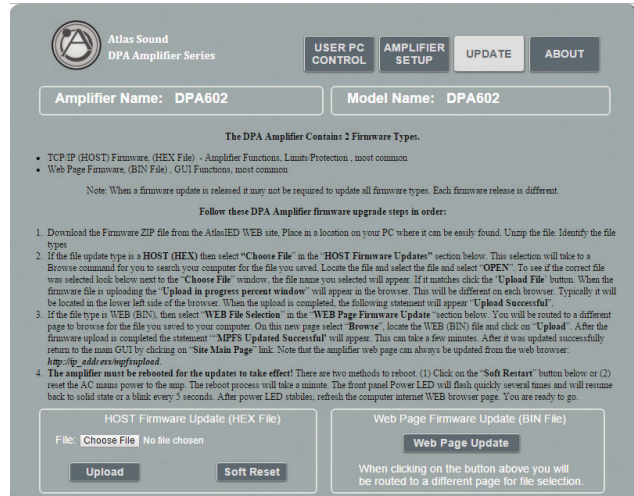 Atlas Sound
DPA Amplifier Series
USER PC
CONTROL
AMPLIFIER
SETUP
UPDATE
ABOUT
Amplifier Name: DPA602
Model Name: DPA602
The DPA Amplifier Contains 2 Firmware Types.
• TCP/IP (HOST) Firmware, (HEX File) - Amplifier Functions, Limits/Protection , most common
• Web Page Firmware, (BIN File) , GUI Functions, most common
Note: When a firmware update is released it may not be required to update all firmware types. Each firmware release is different.
Follow these DPA Amplifier firmware upgrade steps in order:
1. Download the Firmware ZIP file from the AtlasIED WEB site, Place in a location on your PC where it can be easily found. Unzip the file. Identify the file
types
2. If the file update type is a HOST (HEX) then select "Choose File" in the "HOST Firmware Updates" section below. This selection will take to a
Browse command for you to search your computer for the file you saved. Locate the file and select the file and select "OPEN". To see if the correct file
was selected look below next to the "Choose File" window, the file name you selected will appear. If it matches click the "Upload File" button. When the
firmware file is uploading the "Upload in progress percent window" will appear in the browser. This will be different on each browser. Typically it will
be located in the lower left side of the browser. When the upload is completed, the following statement will appear "Upload Successful".
3. If the file type is WEB (BIN), then select "WEB File Selection" in the "WEB Page Firmware Update "section below. You will be routed to a different
page to browse for the file you saved to your computer. On this new page select "Browse", locate the WEB (BIN) file and click on "Upload". After the
firmware upload is completed the statement ""MPFS Updated Successful" will appear. This can take a few minutes. After it was updated successfully
return to the main GUI by clicking on "Site Main Page". Note that the amplifier web page can always be updated from the web browser:
http://ip_address/mpfsupload.
4. The amplifier must be rebooted for the updates to take effect! There are two methods to reboot. (1) Click on the "Soft Restart" button below or (2)
reset the AC mains power to the amp. The reboot process will take a minute. The front panel Power LED will flash quickly several times and will resume
back to solid state or a blink every 5 seconds. After power LED stabiles, refresh the computer internet WEB browser page. You are ready to go.
HOST Firmware Update (HEX File)
File: Choose File No file chosen
Upload
Soft Reset
Web Page Firmware Update (BIN File)
Web Page Update
When clicking on the button above you will
be routed to a different page for file selection.